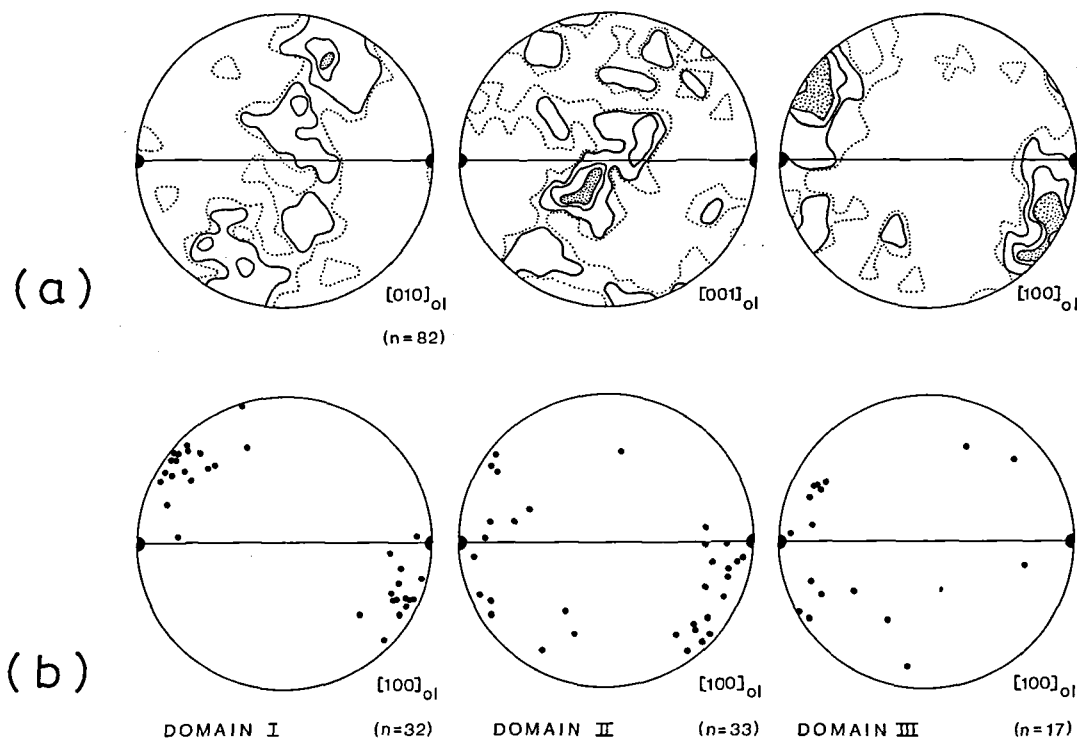 (a)
[010]ol
[001]ol
[100]ol
(n=82)
(b)
[100]ol
[100]ol
[100]ol
DOMAIN I
(n=32)
DOMAIN II
(n=33)
DOMAIN III
(n=17)